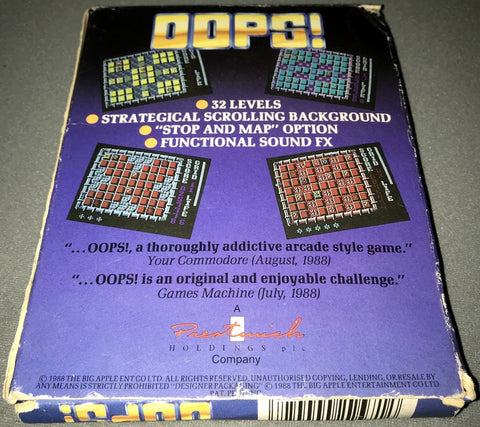 OOPS!
● 32 LEVELS
● STRATEGICAL SCROLLING BACKGROUND
● "STOP AND MAP" OPTION
● FUNCTIONAL SOUND FX
"...OOPS!, a thoroughly addictive arcade style game."
Your Commodore (August, 1988)
"...OOPS! is an original and enjoyable challenge."
Games Machine (July, 1988)
A
Prestwich
HOLDINGS plc
Company
© 1988 THE BIG APPLE ENT CO LTD. ALL RIGHTS RESERVED. UNAUTHORISED COPYING, LENDING, OR RESALE BY
ANY MEANS IS STRICTLY PROHIBITED "DESIGNER PACKAGING" © 1988 THE BIG APPLE ENTERTAINMENT CO LTD
PAT. PL.
OOPS!